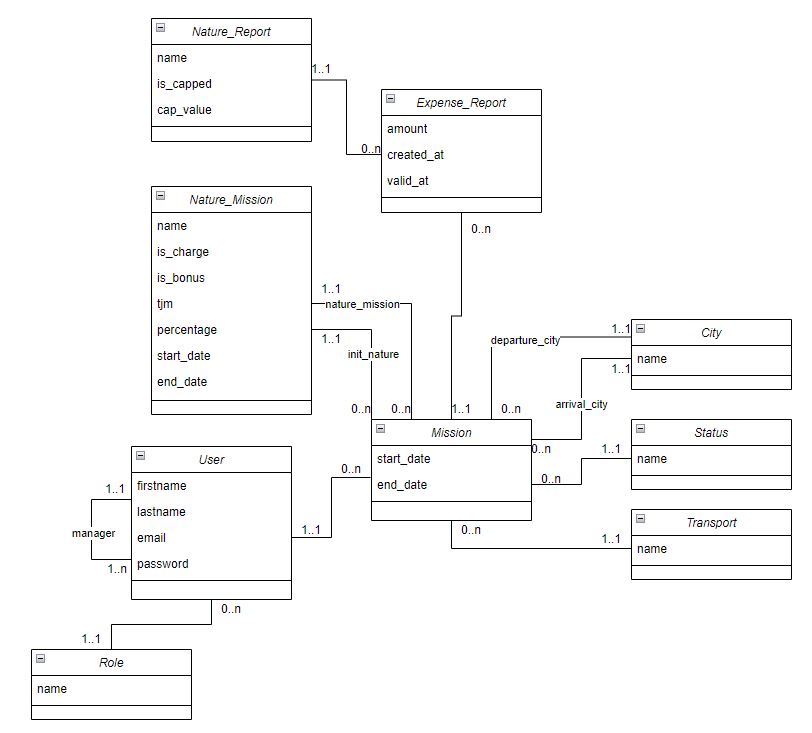 Nature_Report
name
is_capped
cap_value
1..1
0..n
Expense_Report
amount
created_at
valid_at
0..n
Nature_Mission
name
is_charge
is_bonus
tjm
percentage
start_date
end_date
1..1
nature_mission
1..1
init_nature
0..n
0..n
1..1
0..n
departure_city
1..1
City
name
1..1
arrival_city
0..n
Mission
start_date
end_date
Status
name
1..1
0..n
Transport
name
1..1
0..n
User
firstname
lastname
email
password
0..n
1..1
1..1
manager
1..n
0..n
1..1
Role
name